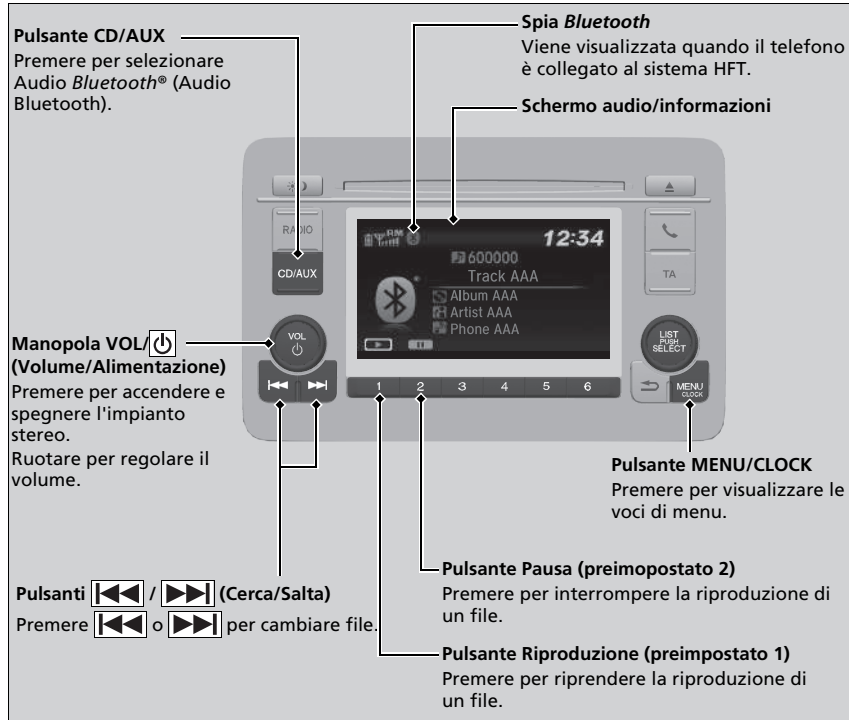 Pulsante CD/AUX
Premere per selezionare
Audio Bluetooth® (Audio
Bluetooth).
Spia Bluetooth
Viene visualizzata quando il telefono
è collegato al sistema HFT.
Schermo audio/informazioni
RADIO
CD/AUX
12:34
600000
Track AAA
Album AAA
Artist AAA
Phone AAA
TA
VOL
LIST
PUSH
SELECT
1 2 3 4 5 6
MENU
CLOCK
Manopola VOL/
(Volume/Alimentazione)
Premere per accendere e
spegnere l'impianto
stereo.
Ruotare per regolare il
volume.
Pulsante MENU/CLOCK
Premere per visualizzare le
voci di menu.
Pulsanti / (Cerca/Salta)
Premere o per cambiare file.
Pulsante Pausa (preimopostato 2)
Premere per interrompere la riproduzione di
un file.
Pulsante Riproduzione (preimpostato 1)
Premere per riprendere la riproduzione di
un file.